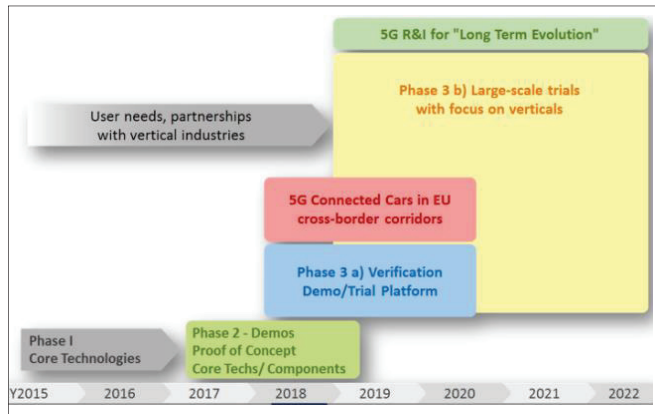 5G R&I for "Long Term Evolution"
Phase 3 b) Large-scale trials
with focus on verticals
User needs, partnerships
with vertical industries
5G Connected Cars in EU
cross-border corridors
Phase 3 a) Verification
Demo/Trial Platform
Phase I
Core Technologies
Phase 2 - Demos
Proof of Concept
Core Techs/ Components
Y2015 2016 2017 2018 2019 2020 2021 2022